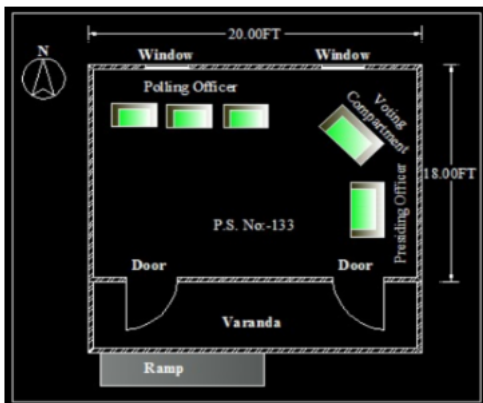 20.00FT
N
Window
Window
Polling Officer
Voting
Compartment
18.00FT
Presiding Officer
P.S. No:-133
Door
Door
Varanda
Ramp